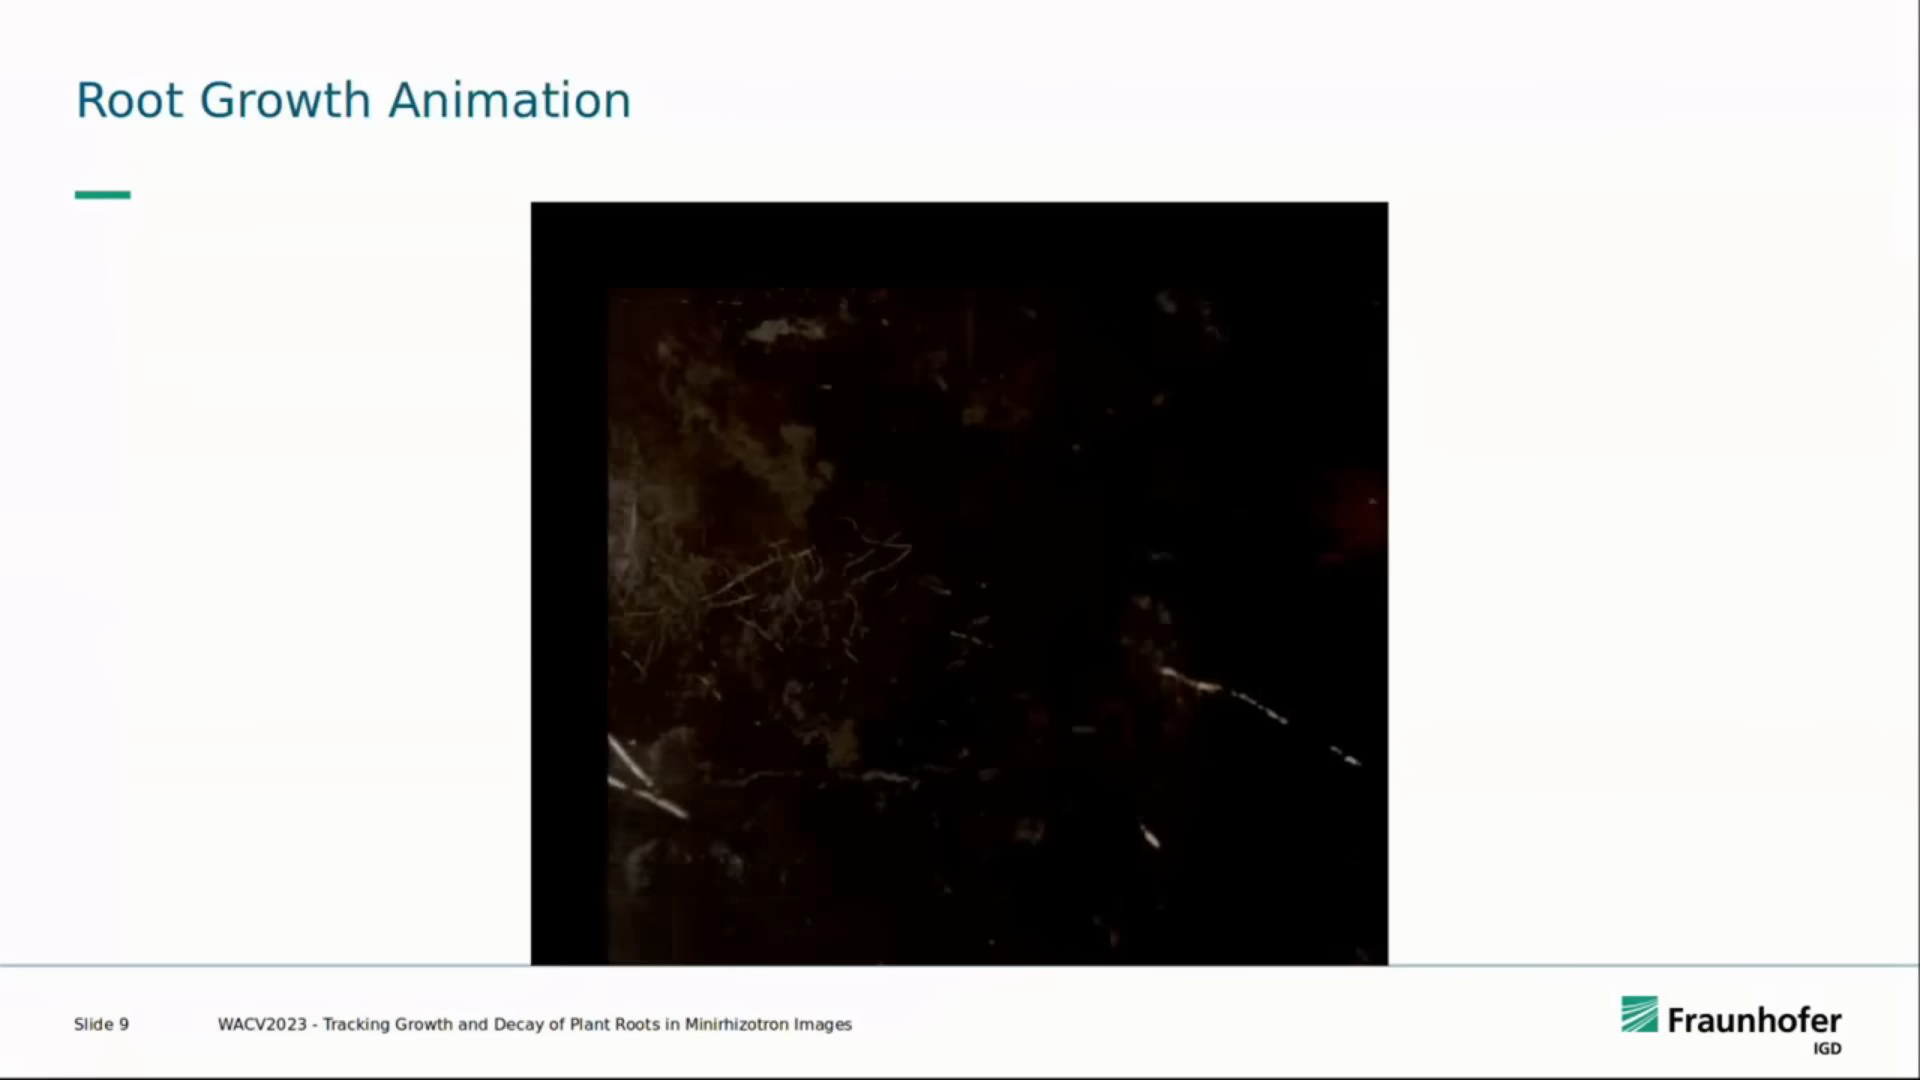 Root Growth Animation
Slide 9
WACV2023 - Tracking Growth and Decay of Plant Roots in Minirhizotron Images
Fraunhofer
IGD